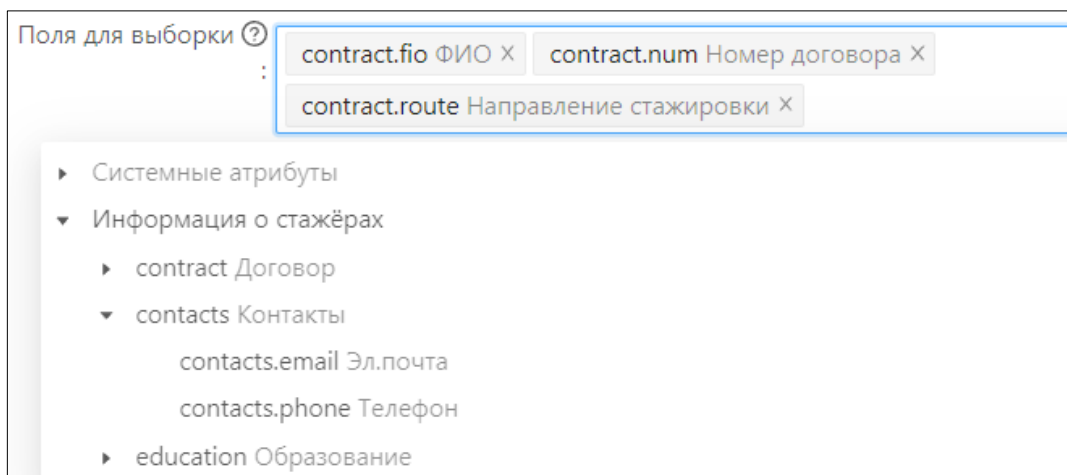 Поля для выборки ? :
contract.fio ФИО × contract.num Номер договора ×
contract.route Направление стажировки ×
Системные атрибуты
Информация о стажёрах
contract Договор
contacts Контакты
contacts.email Эл.почта
contacts.phone Телефон
education Образование